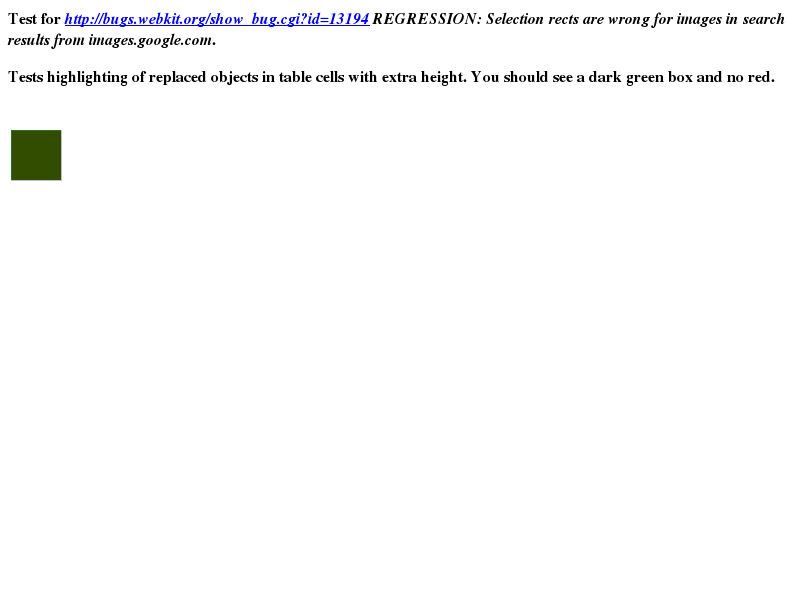 Test for http://bugs.webkit.org/show_bug.cgi?id=13194 REGRESSION: Selection rects are wrong for images in search
results from images.google.com.
Tests highlighting of replaced objects in table cells with extra height. You should see a dark green box and no red.